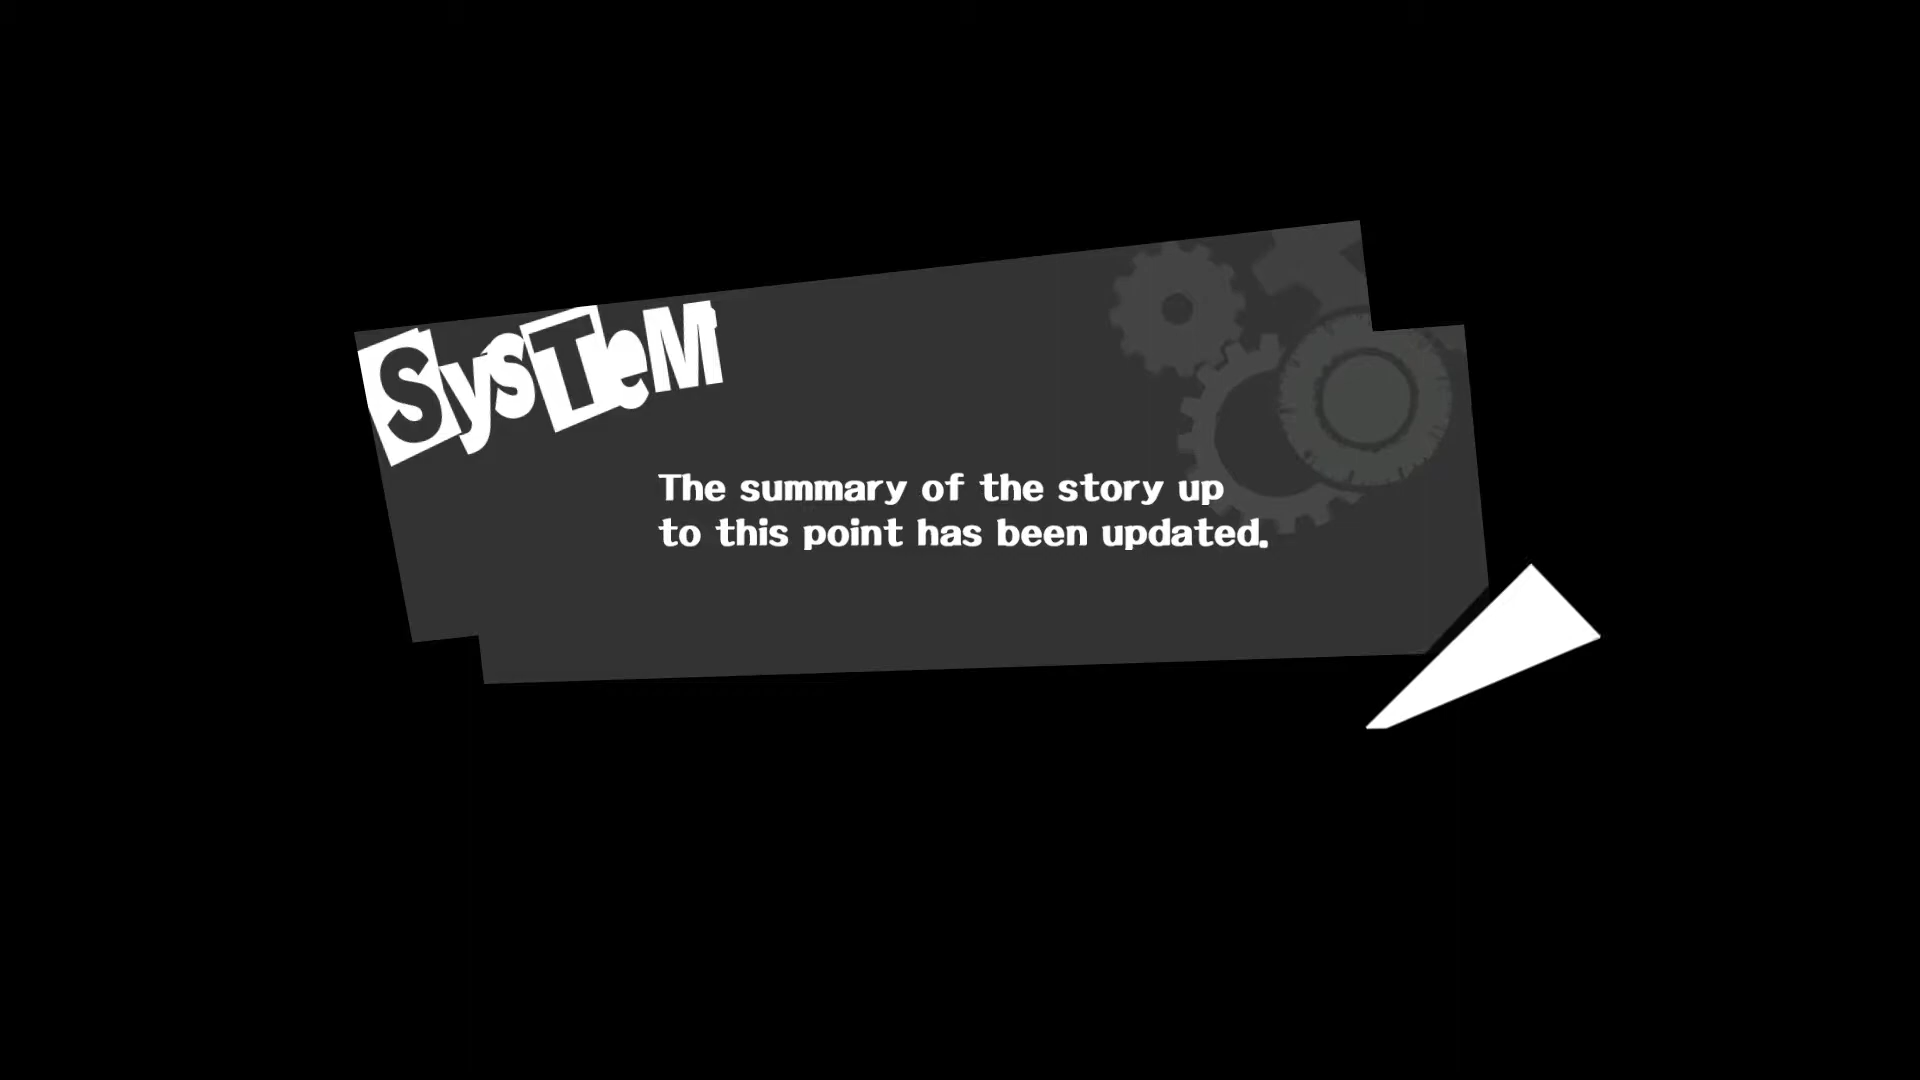 SysTeM
The summary of the story up
to this point has been updated.